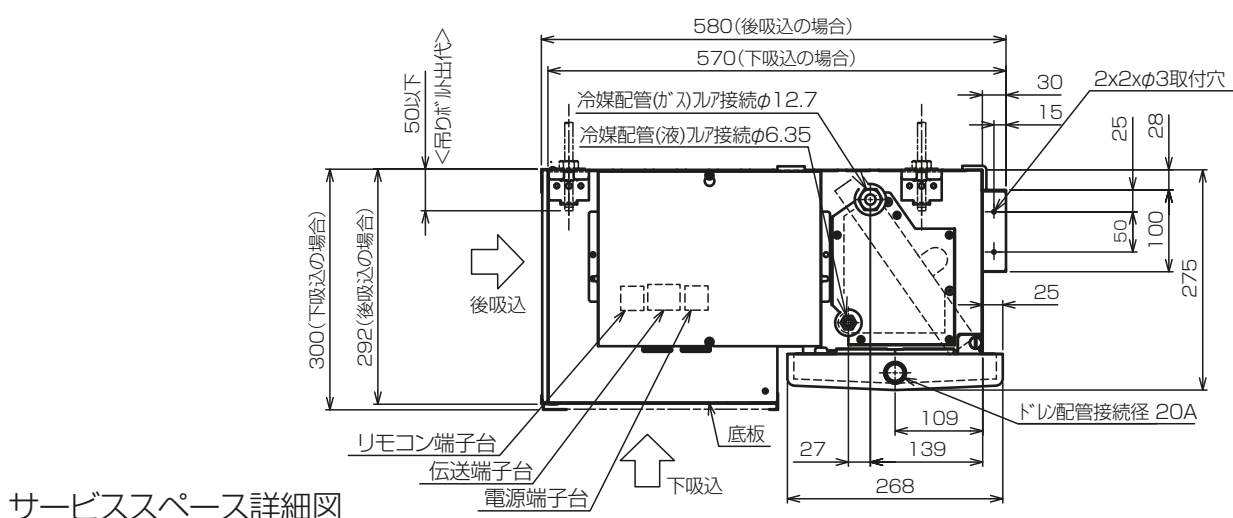 580(後吸込の場合)
570(下吸込の場合)
50以下
<吊りボルト出代>
冷媒配管(ガス)フレア接続φ12.7
冷媒配管(液)フレア接続φ6.35
30
2x2xφ3取付穴
15
25
28
50
100
275
25
300(下吸込の場合)
292(後吸込の場合)
後吸込
リモコン端子台
伝送端子台
電源端子台
底板
下吸込
ドレン配管接続径 20A
109
27
139
268
サービススペース詳細図